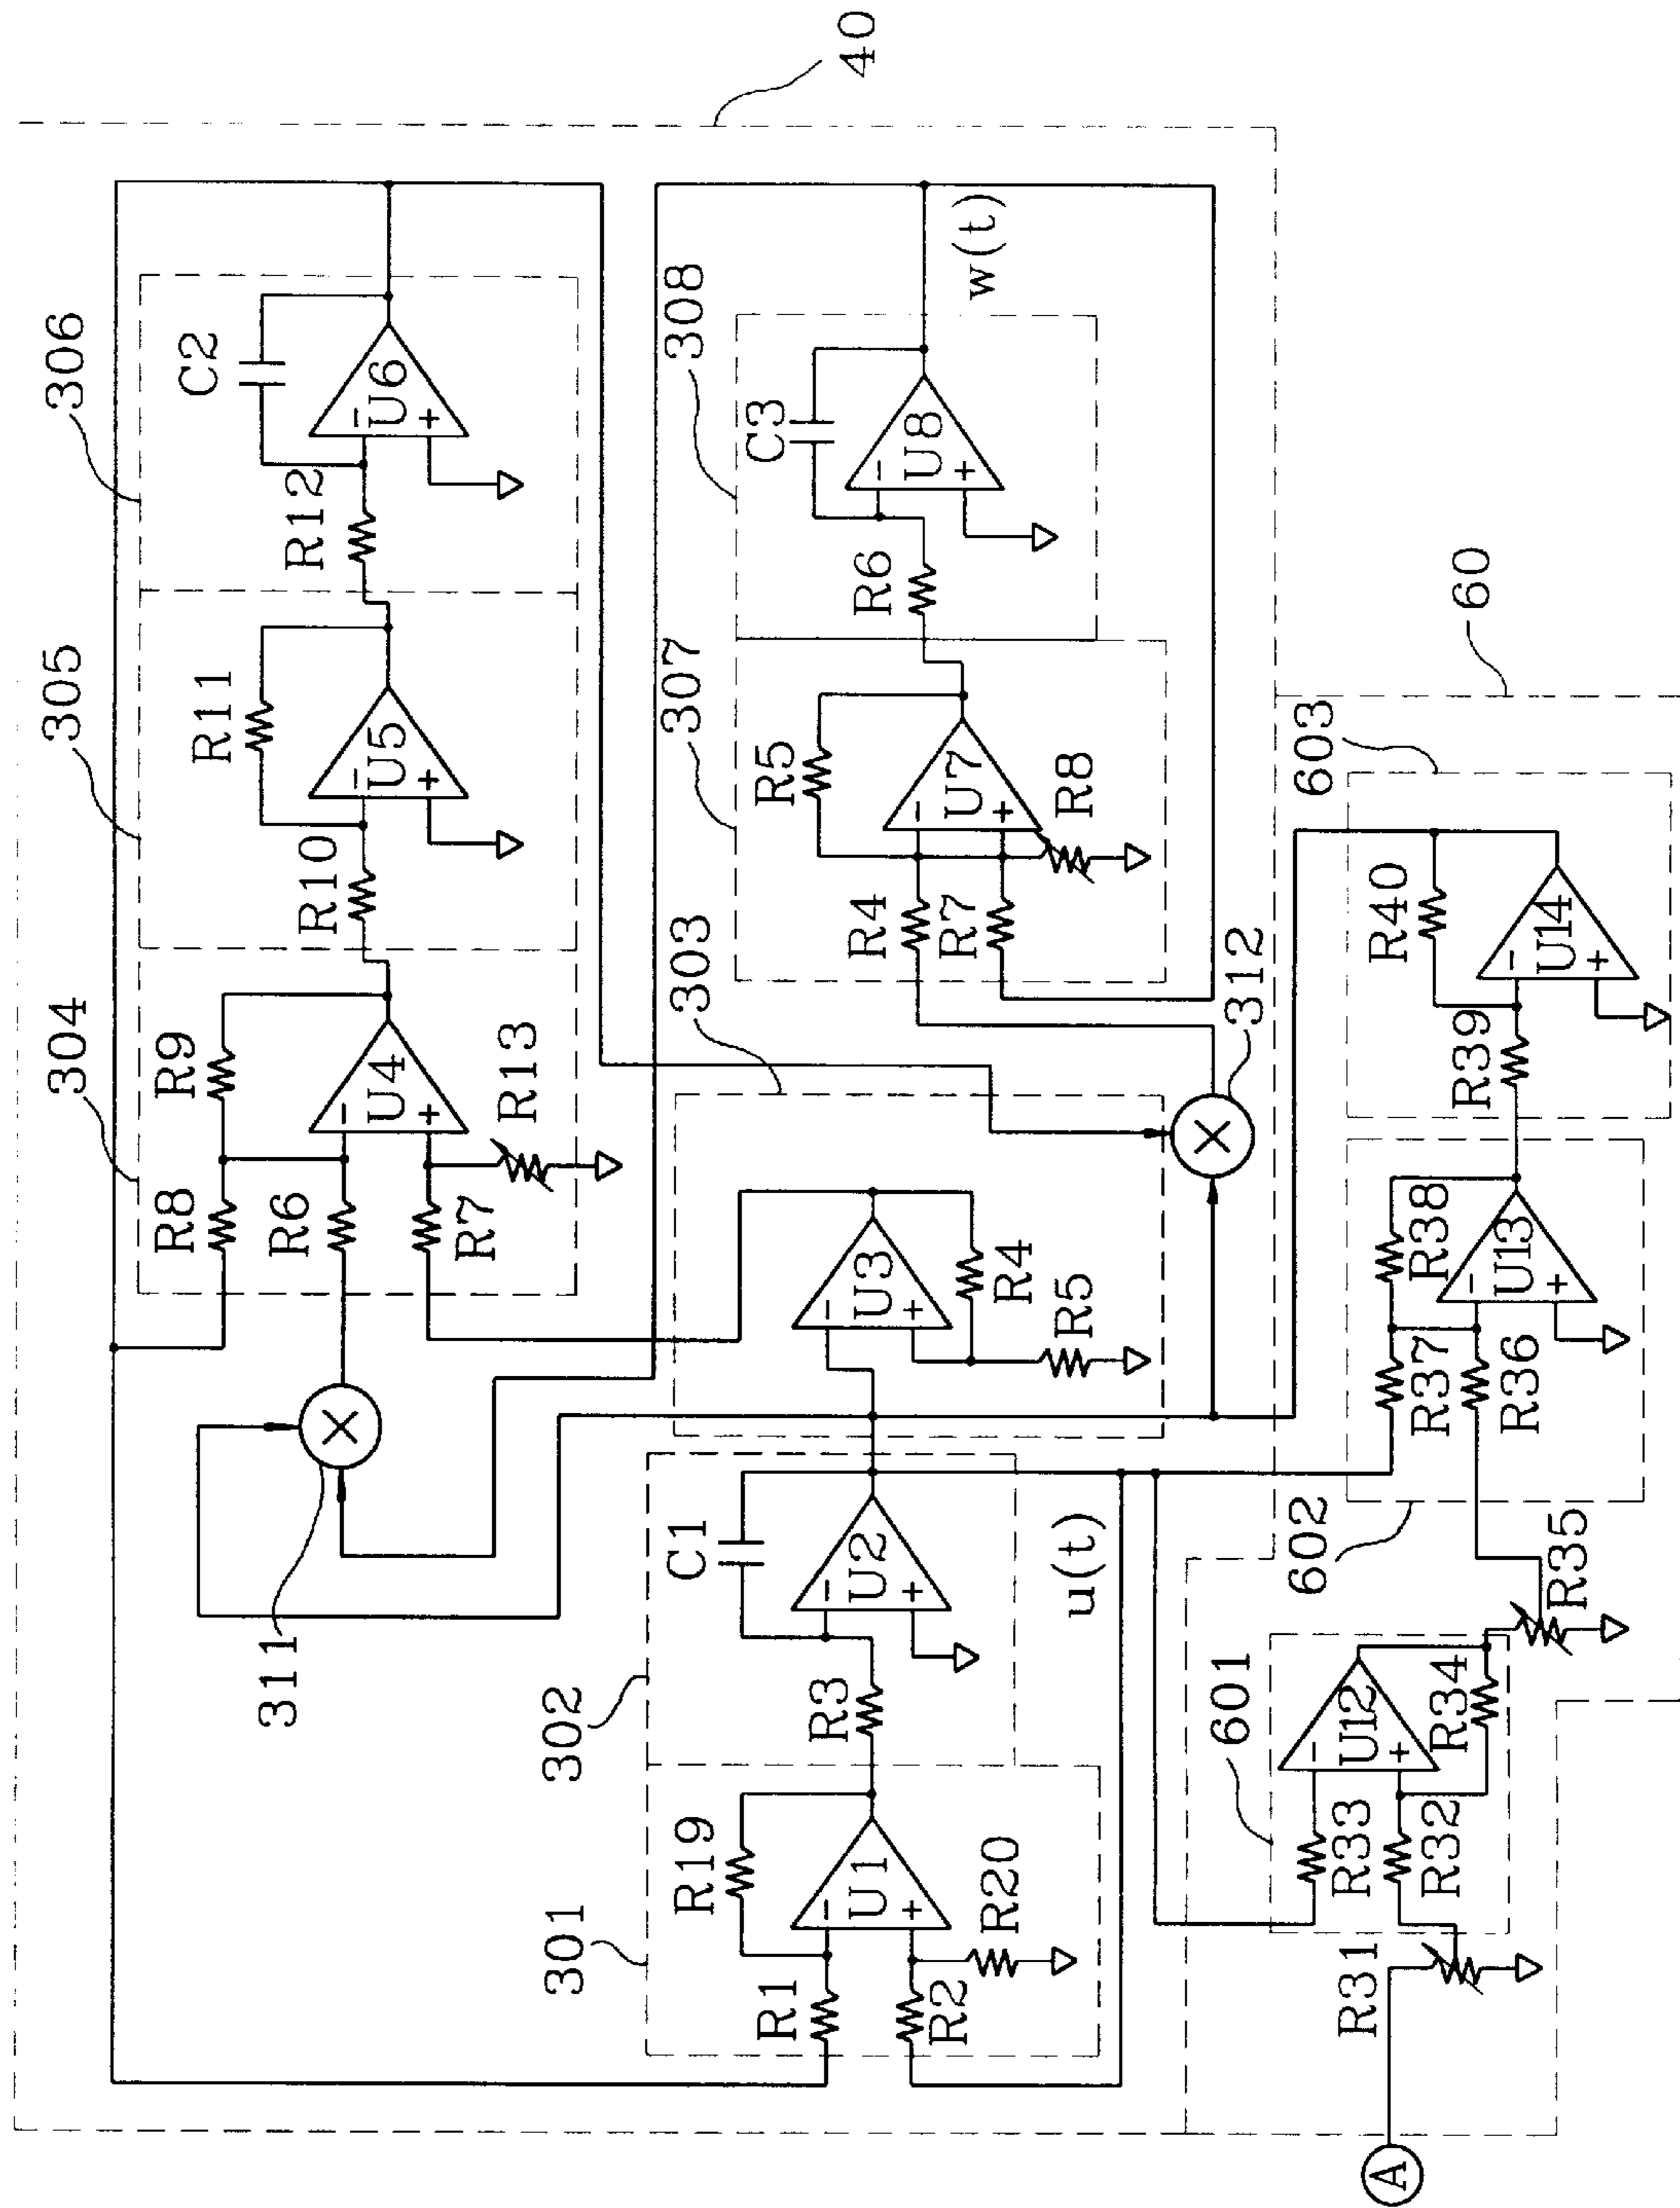 40
306
C2
U6
R12
305
R11
U5
R10
304
R9
R8
U4
R6
R7
R13
311
308
C3
U8
R6
w(t)
307
R5
U7
R4
R7
R8
303
U3
R4
R5
312
302
C1
U2
R3
u(t)
301
R19
U1
R1
R2
R20
60
603
R40
U14
R39
602
R38
U13
R37
R36
R35
601
U12
R34
R33
R32
R31
A